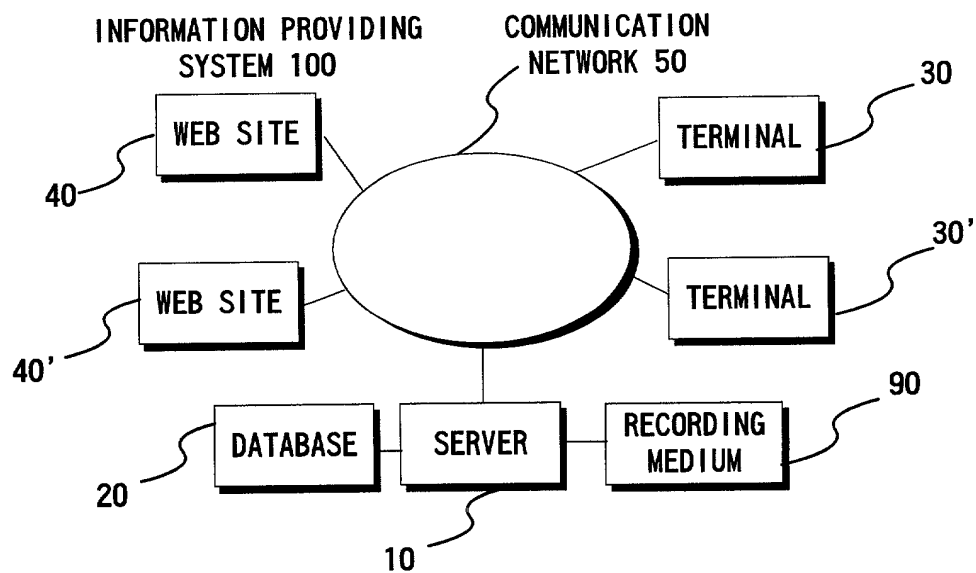 INFORMATION PROVIDING
SYSTEM 100
COMMUNICATION
NETWORK 50
30
WEB SITE
TERMINAL
40
30'
WEB SITE
TERMINAL
40'
90
DATABASE
SERVER
RECORDING
MEDIUM
20
10